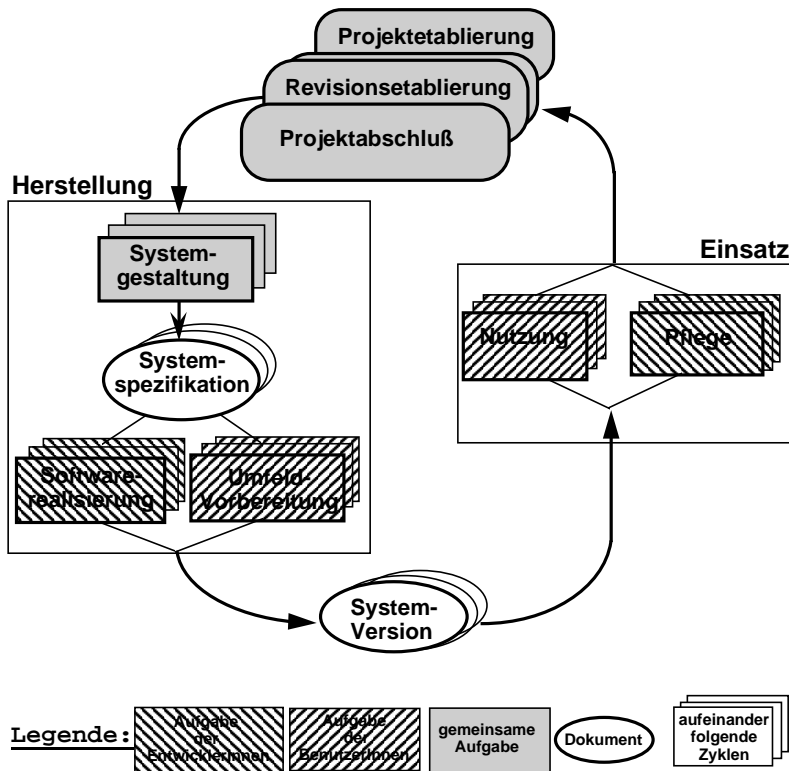 Projektetablierung
Revisionsetablierung
Projektabschluß
Herstellung
System-
gestaltung
System-
spezifikation
Software-
realisierung
Umfeld-
Vorbereitung
Einsatz
Nutzung
Pflege
System-
Version
Legende:
Aufgabe
der
EntwicklerInnen
Aufgabe
der
BenutzerInnen
gemeinsame
Aufgabe
Dokument
aufeinander
folgende
Zyklen